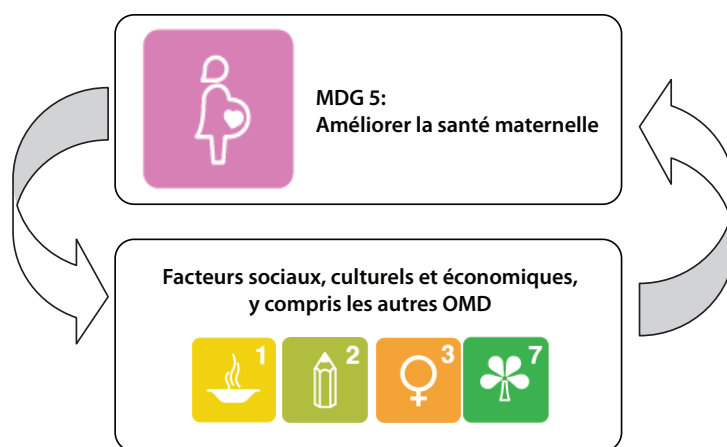 MDG 5:
Améliorer la santé maternelle
Facteurs sociaux, culturels et économiques,
y compris les autres OMD
1 2 3 7